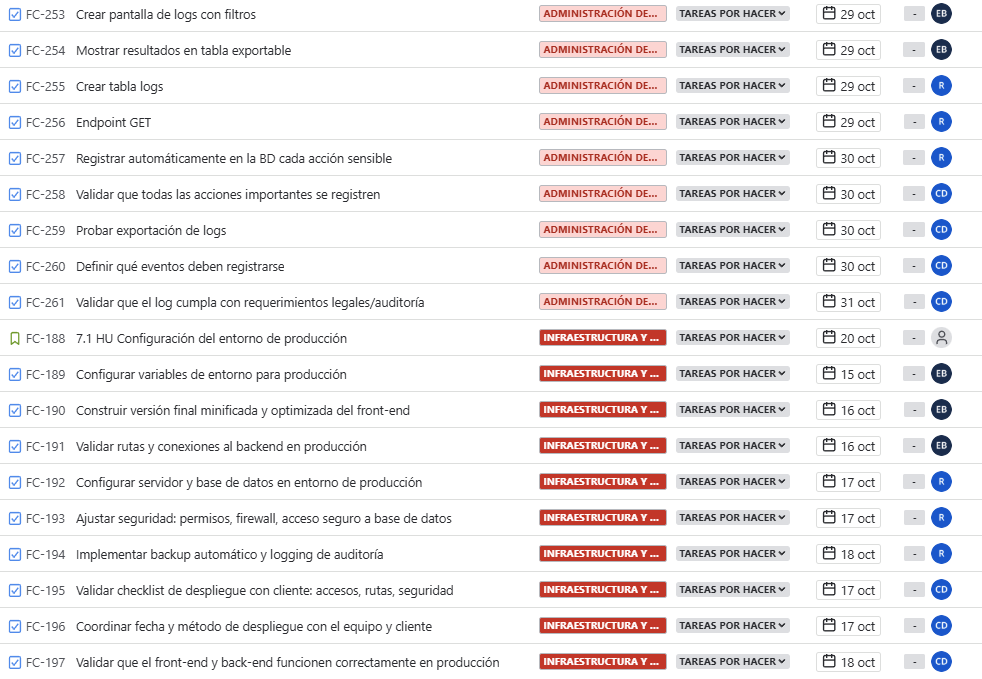 FC-253 Crear pantalla de logs con filtros ADMINISTRACIÓN DE... TAREAS POR HACER 29 oct - EB
FC-254 Mostrar resultados en tabla exportable ADMINISTRACIÓN DE... TAREAS POR HACER 29 oct - EB
FC-255 Crear tabla logs ADMINISTRACIÓN DE... TAREAS POR HACER 29 oct - R
FC-256 Endpoint GET ADMINISTRACIÓN DE... TAREAS POR HACER 29 oct - R
FC-257 Registrar automáticamente en la BD cada acción sensible ADMINISTRACIÓN DE... TAREAS POR HACER 30 oct - R
FC-258 Validar que todas las acciones importantes se registren ADMINISTRACIÓN DE... TAREAS POR HACER 30 oct - CD
FC-259 Probar exportación de logs ADMINISTRACIÓN DE... TAREAS POR HACER 30 oct - CD
FC-260 Definir qué eventos deben registrarse ADMINISTRACIÓN DE... TAREAS POR HACER 30 oct - CD
FC-261 Validar que el log cumpla con requerimientos legales/auditoría ADMINISTRACIÓN DE... TAREAS POR HACER 31 oct - CD
FC-188 7.1 HU Configuración del entorno de producción INFRAESTRUCTURA Y ... TAREAS POR HACER 20 oct -
FC-189 Configurar variables de entorno para producción INFRAESTRUCTURA Y ... TAREAS POR HACER 15 oct - EB
FC-190 Construir versión final minificada y optimizada del front-end INFRAESTRUCTURA Y ... TAREAS POR HACER 16 oct - EB
FC-191 Validar rutas y conexiones al backend en producción INFRAESTRUCTURA Y ... TAREAS POR HACER 16 oct - EB
FC-192 Configurar servidor y base de datos en entorno de producción INFRAESTRUCTURA Y ... TAREAS POR HACER 17 oct - R
FC-193 Ajustar seguridad: permisos, firewall, acceso seguro a base de datos INFRAESTRUCTURA Y ... TAREAS POR HACER 17 oct - R
FC-194 Implementar backup automático y logging de auditoría INFRAESTRUCTURA Y ... TAREAS POR HACER 18 oct - R
FC-195 Validar checklist de despliegue con cliente: accesos, rutas, seguridad INFRAESTRUCTURA Y ... TAREAS POR HACER 17 oct - CD
FC-196 Coordinar fecha y método de despliegue con el equipo y cliente INFRAESTRUCTURA Y ... TAREAS POR HACER 17 oct - CD
FC-197 Validar que el front-end y back-end funcionen correctamente en producción INFRAESTRUCTURA Y ... TAREAS POR HACER 18 oct - CD